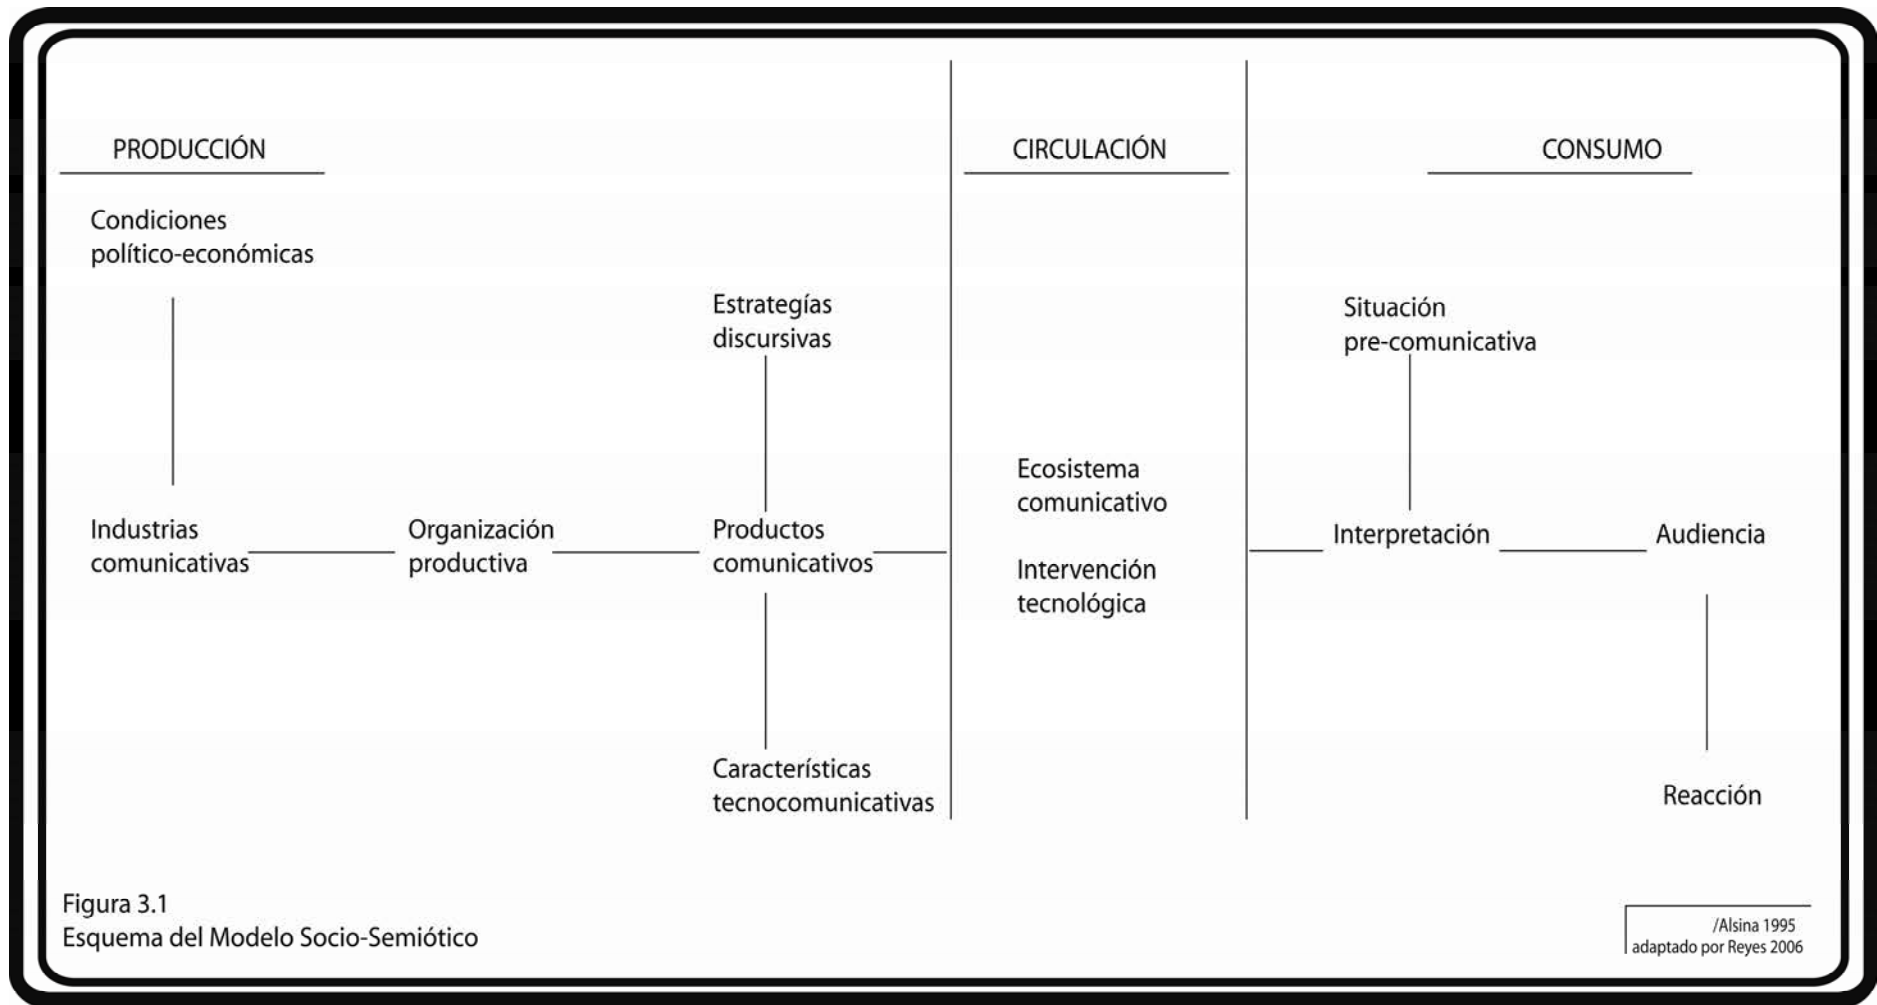 PRODUCCIÓN
Condiciones
político-económicas
Industrias
comunicativas
Organización
productiva
Estrategías
discursivas
Productos
comunicativos
Características
tecnocomunicativas
CIRCULACIÓN
Ecosistema
comunicativo
Intervención
tecnológica
CONSUMO
Situación
pre-comunicativa
Interpretación
Audiencia
Reacción
Figura 3.1
Esquema del Modelo Socio-Semiótico
/Alsina 1995
adaptado por Reyes 2006